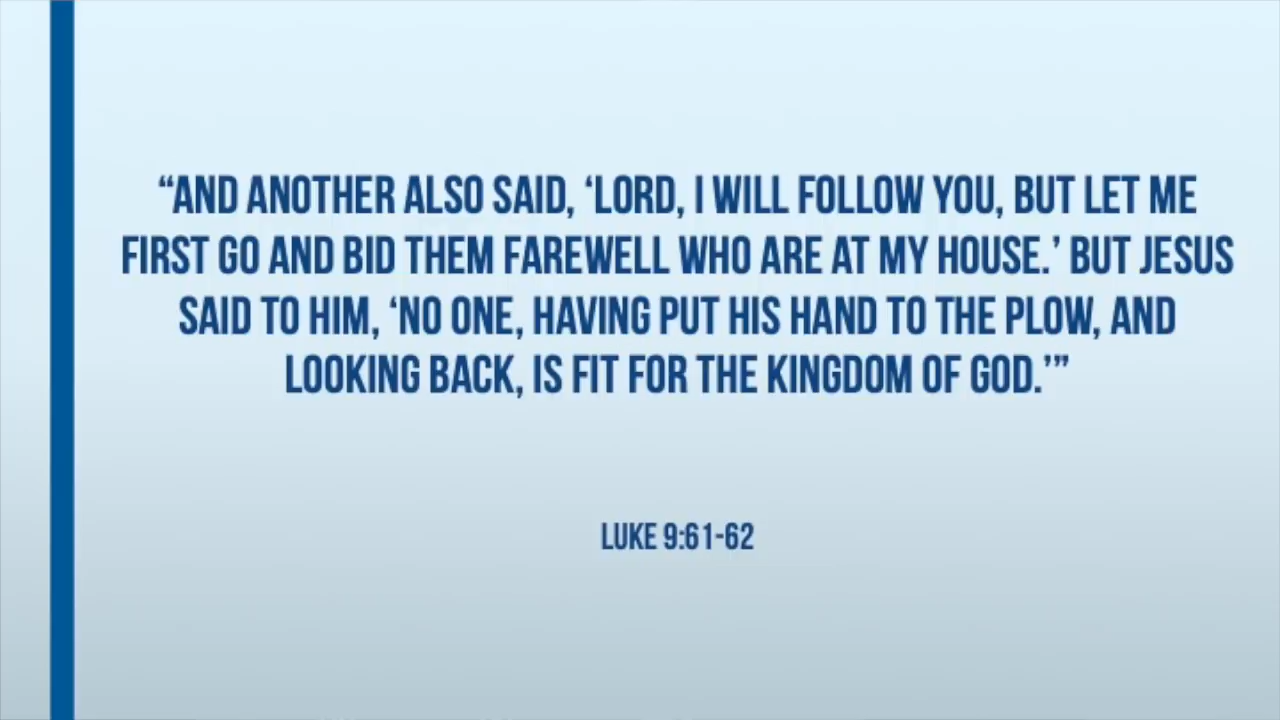 “AND ANOTHER ALSO SAID, ‘LORD, I WILL FOLLOW YOU, BUT LET ME
FIRST GO AND BID THEM FAREWELL WHO ARE AT MY HOUSE.’ BUT JESUS
SAID TO HIM, ‘NO ONE, HAVING PUT HIS HAND TO THE PLOW, AND
LOOKING BACK, IS FIT FOR THE KINGDOM OF GOD.’”
LUKE 9:61-62